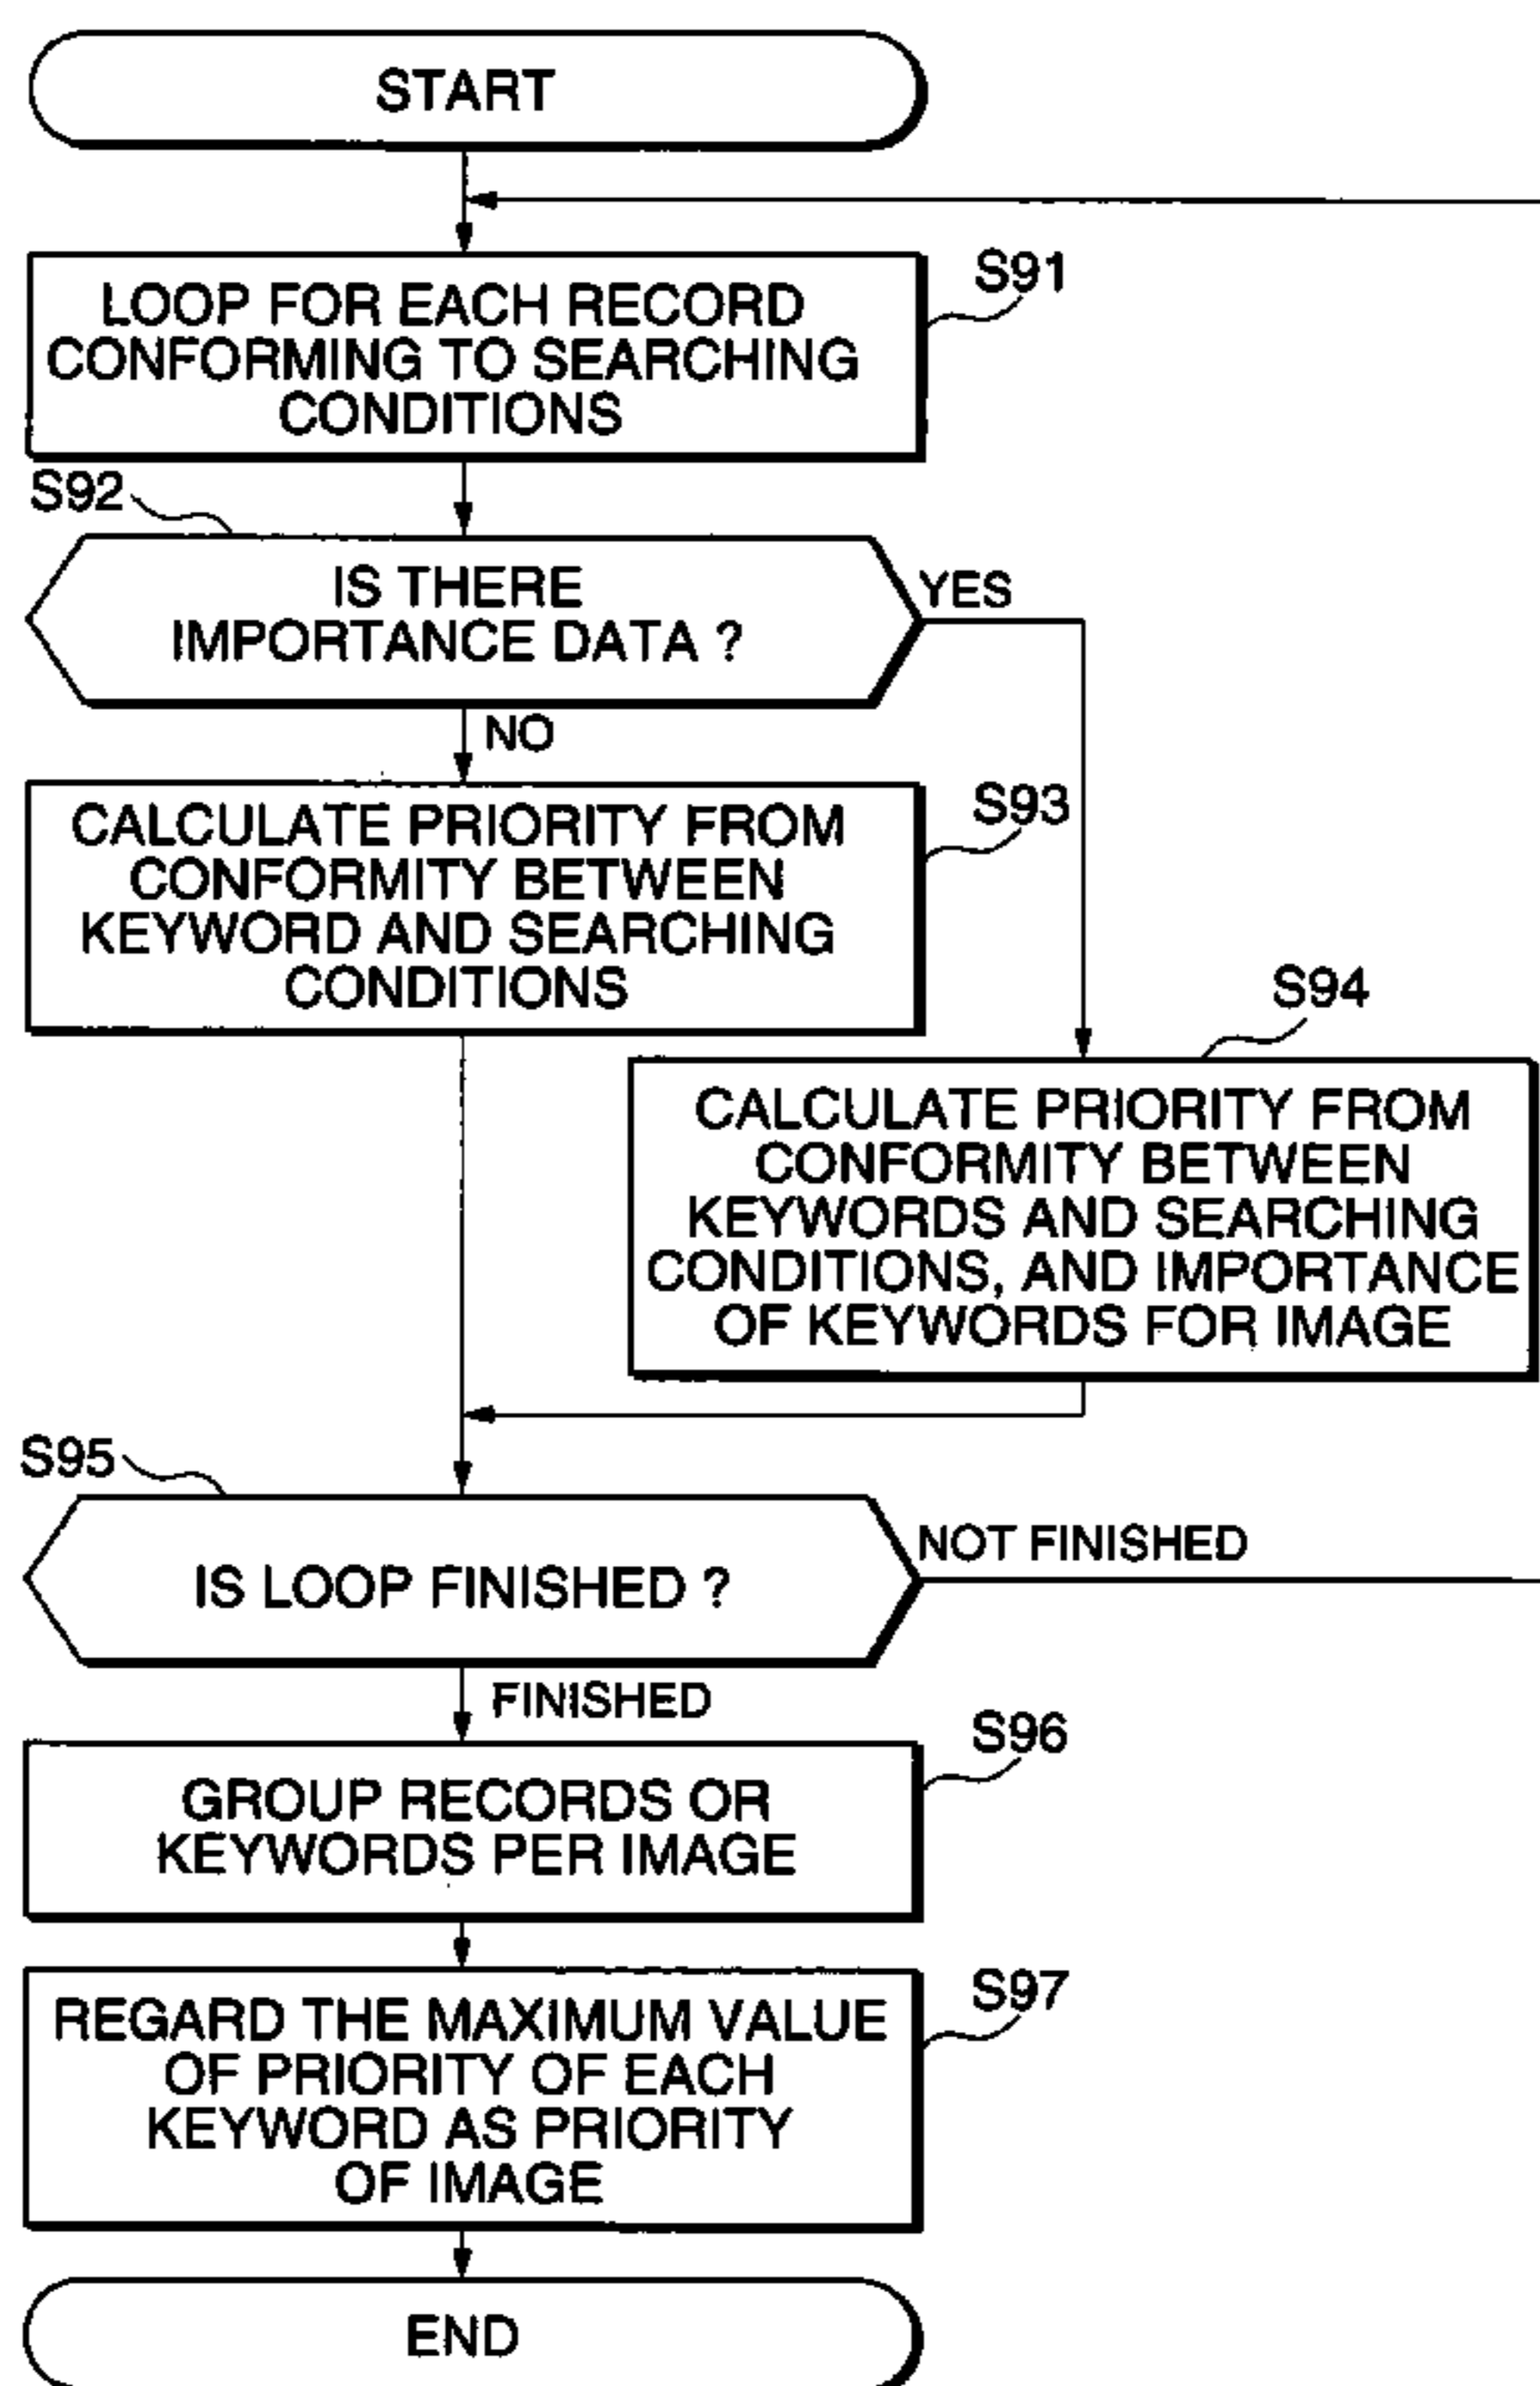 START
LOOP FOR EACH RECORD
CONFORMING TO SEARCHING
CONDITIONS
S91
S92
IS THERE
IMPORTANCE DATA ?
YES
NO
CALCULATE PRIORITY FROM
CONFORMITY BETWEEN
KEYWORD AND SEARCHING
CONDITIONS
S93
S94
CALCULATE PRIORITY FROM
CONFORMITY BETWEEN
KEYWORDS AND SEARCHING
CONDITIONS, AND IMPORTANCE
OF KEYWORDS FOR IMAGE
S95
IS LOOP FINISHED ?
NOT FINISHED
FINISHED
GROUP RECORDS OR
KEYWORDS PER IMAGE
S96
REGARD THE MAXIMUM VALUE
OF PRIORITY OF EACH
KEYWORD AS PRIORITY
OF IMAGE
S97
END